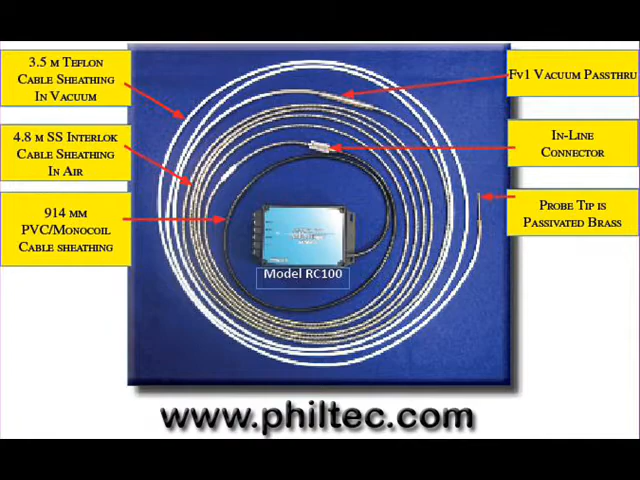 3.5 m Teflon
Cable Sheathing
In Vacuum
4.8 m SS Interlok
Cable Sheathing
In Air
914 mm
PVC/Monocoil
Cable sheathing
Fv1 Vacuum Passthru
In-Line
Connector
Probe Tip is
Passivated Brass
Model RC100
www.philtec.com